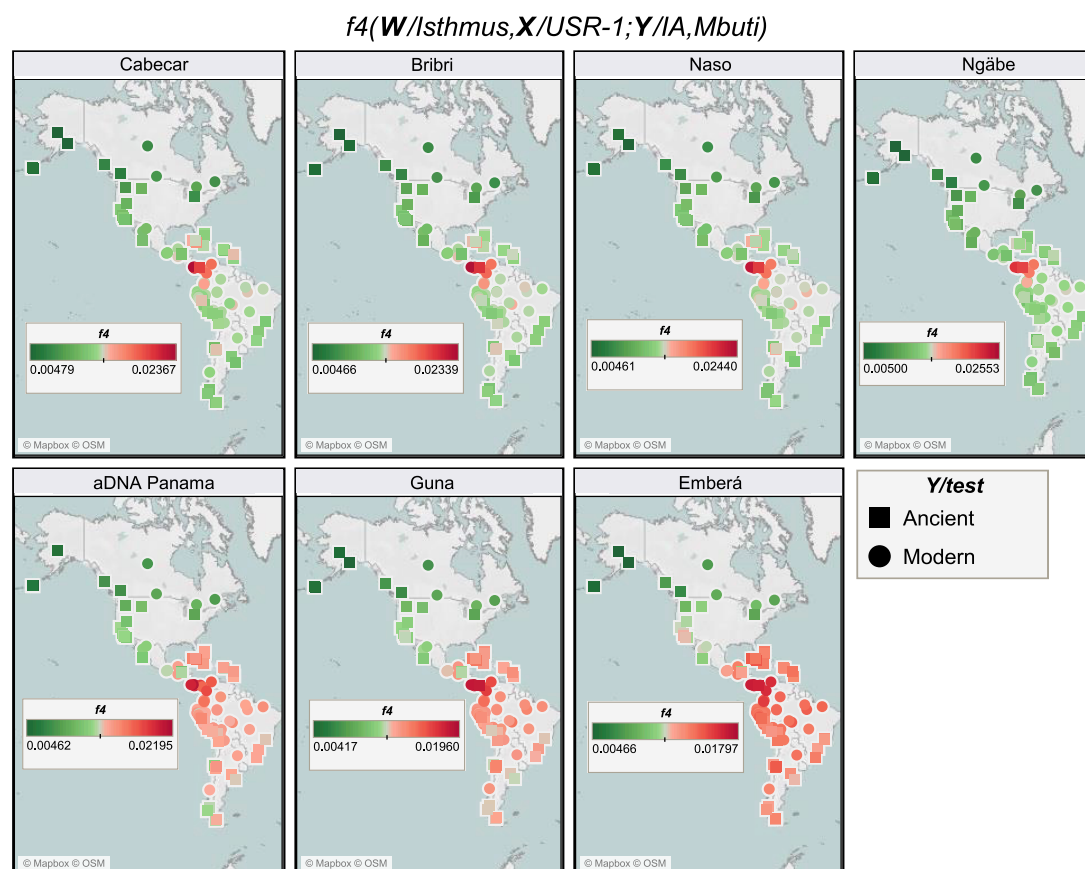 f4(W/Isthmus,X/USR-1;Y/IA,Mbuti)
Cabecar
Bribri
Naso
Ngäbe
f4
0.00479 0.02367
© Mapbox © OSM
f4
0.00466 0.02339
© Mapbox © OSM
f4
0.00461 0.02440
© Mapbox © OSM
f4
0.00500 0.02553
© Mapbox © OSM
aDNA Panama
Guna
Emberá
f4
0.00462 0.02195
© Mapbox © OSM
f4
0.00417 0.01960
© Mapbox © OSM
f4
0.00466 0.01797
© Mapbox © OSM
Y/test
Ancient
Modern